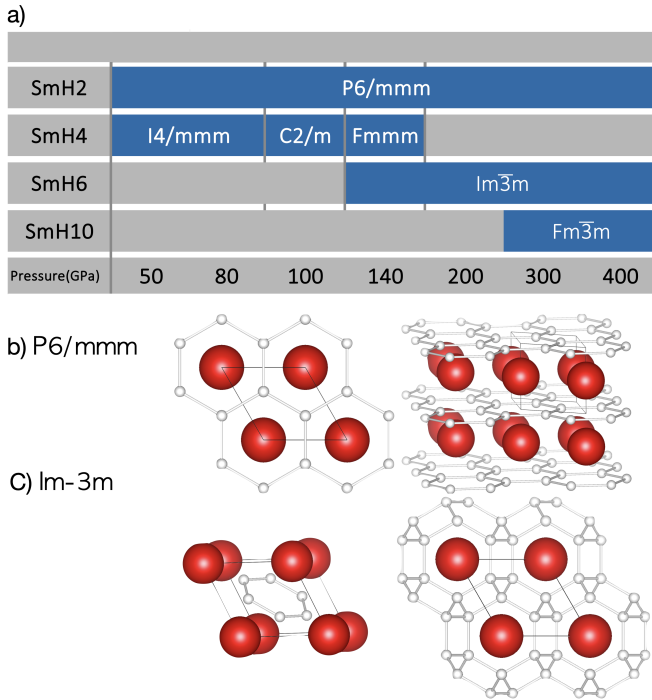 a)
SmH2 P6/mmm
SmH4 I4/mmm C2/m Fmmm
SmH6 Im3̅m
SmH10 Fm3̅m
Pressure(GPa) 50 80 100 140 200 300 400
b) P6/mmm
C) Im-3m